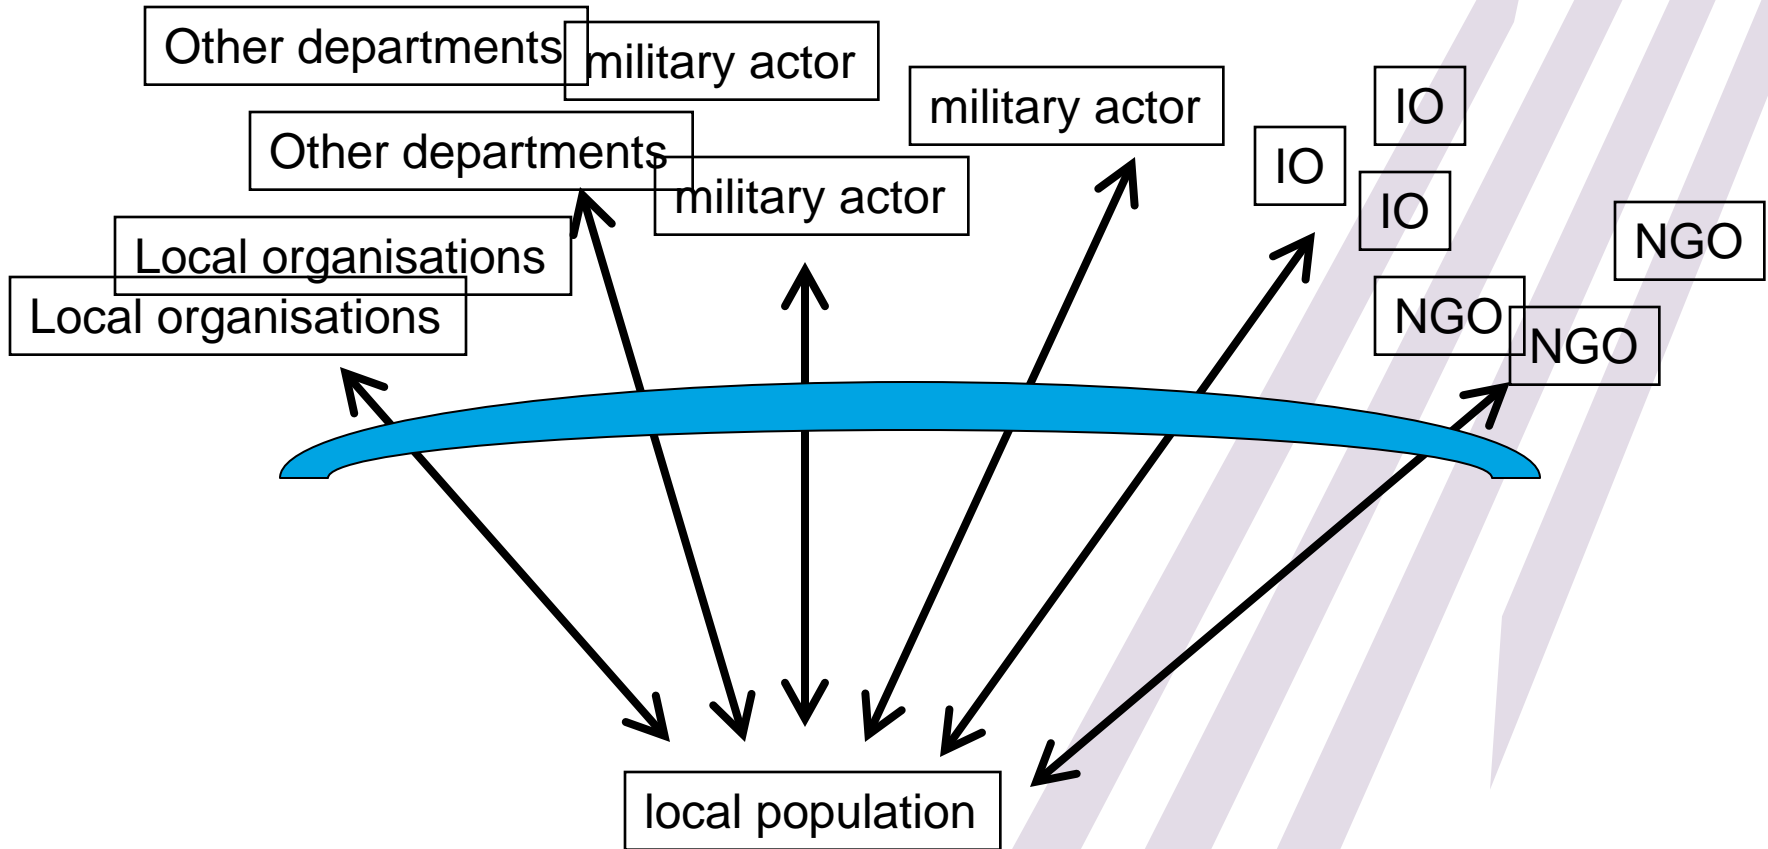 Other departments
military actor
military actor
IO
Other departments
IO
military actor
IO
NGO
Local organisations
Local organisations
NGO
NGO
local population